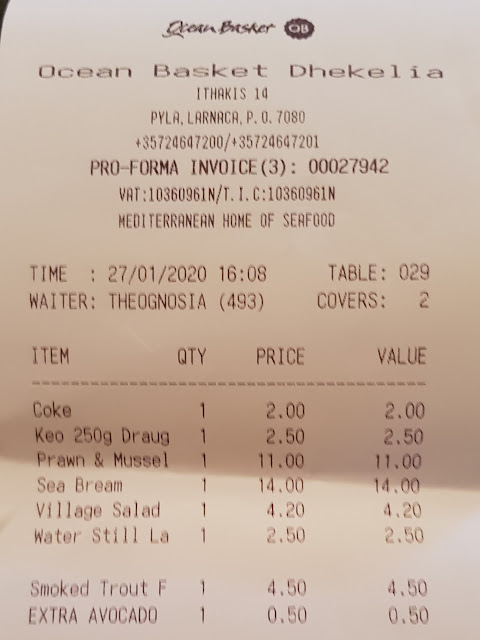 Ocean Basket OB
Ocean Basket Dhekelia
ITHAKIS 14
PYLA, LARNACA, P.O. 7080
+35724647200/+35724647201
PRO-FORMA INVOICE(3): 00027942
VAT:10360961N/T.I.C:10360961N
MEDITERRANEAN HOME OF SEAFOOD
TIME : 27/01/2020 16:08 TABLE: 029
WAITER: THEOGNOSIA (493) COVERS: 2
ITEM QTY PRICE VALUE
Coke 1 2.00 2.00
Keo 250g Draug 1 2.50 2.50
Prawn & Mussel 1 11.00 11.00
Sea Bream 1 14.00 14.00
Village Salad 1 4.20 4.20
Water Still La 1 2.50 2.50
Smoked Trout F 1 4.50 4.50
EXTRA AVOCADO 1 0.50 0.50